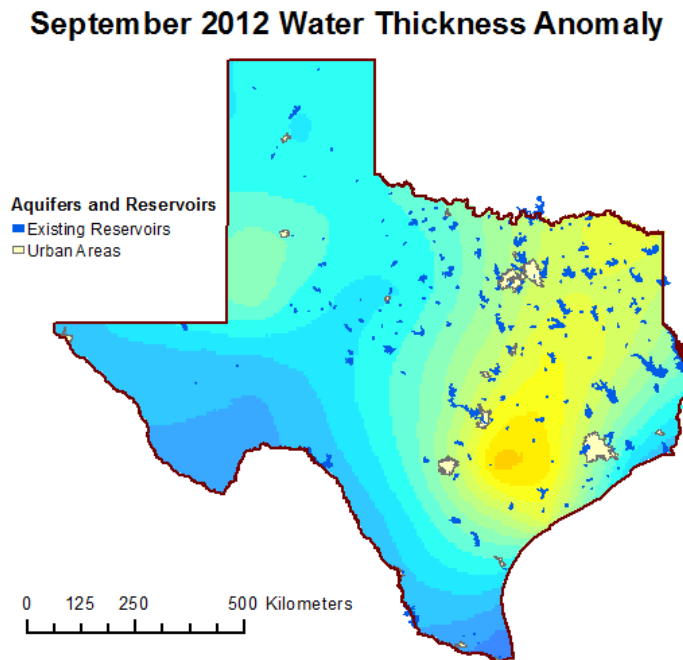 September 2012 Water Thickness Anomaly
Aquifers and Reservoirs
Existing Reservoirs
Urban Areas
0 125 250 500 Kilometers